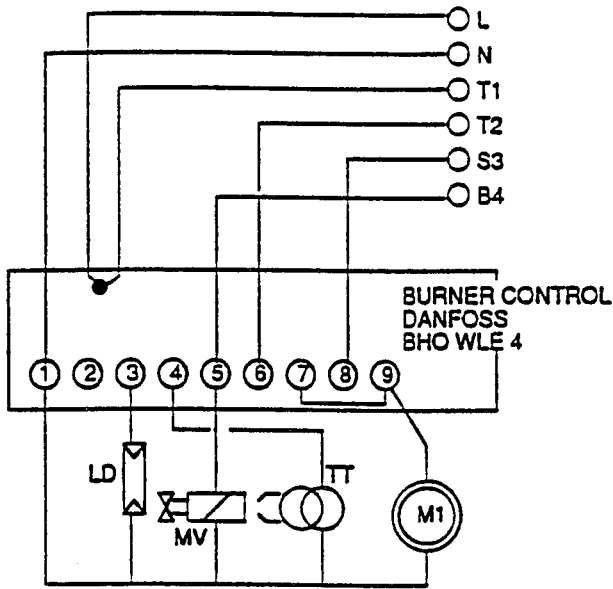 L
N
T1
T2
S3
B4
BURNER CONTROL
DANFOSS
BHO WLE 4
1 2 3 4 5 6 7 8 9
LD
TT
MV
M1